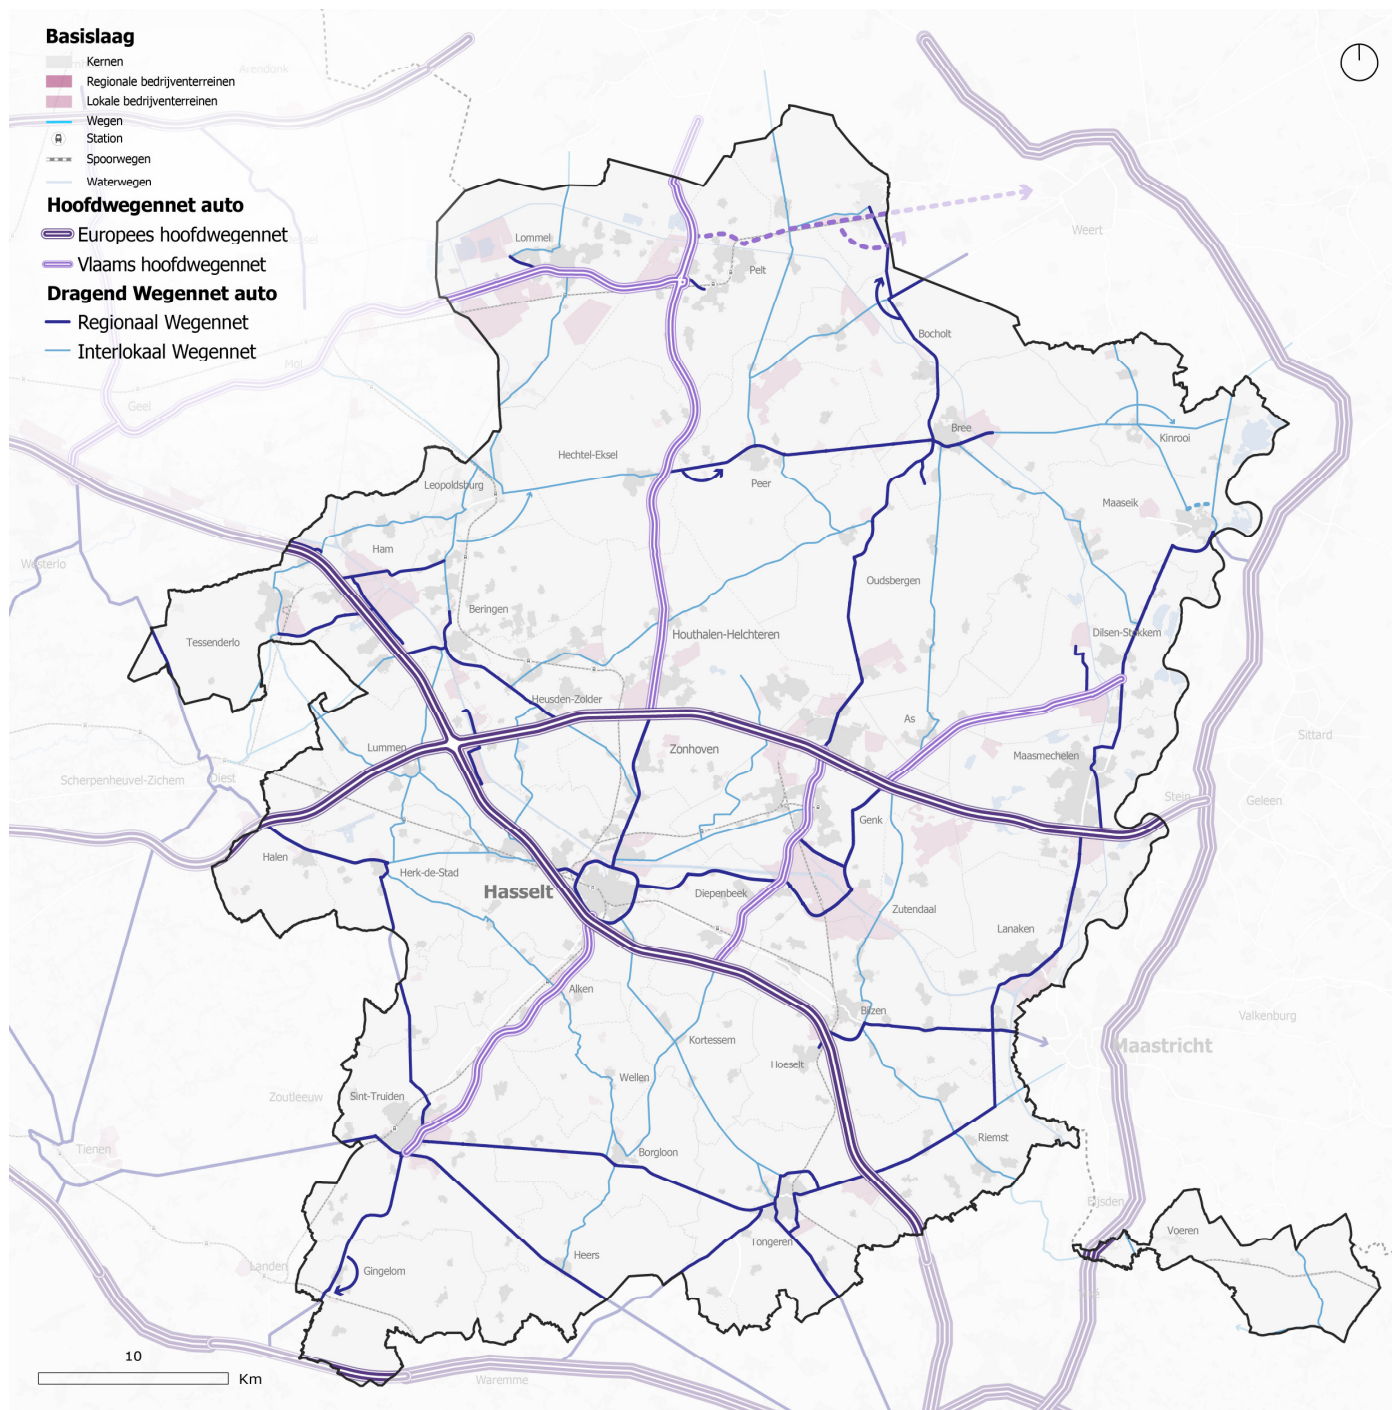 Basislaag
Kernen
Regionale bedrijventerreinen
Lokale bedrijventerreinen
Wegen
Station
Spoorwegen
Waterwegen
Hoofdwegennet auto
Europees hoofdwegennet
Vlaams hoofdwegennet
Dragend Wegennet auto
Regionaal Wegennet
Interlokaal Wegennet
Arendonk
Lommel
Pelt
Weert
Bocholt
Mol
Geel
Bree
Kinrooi
Hechtel-Eksel
Peer
Leopoldsburg
Maaseik
Ham
Westerlo
Oudsbergen
Beringen
Tessenderlo
Houthalen-Helchteren
Dilsen-Stokkem
Heusden-Zolder
As
Sittard
Lummen
Zonhoven
Maasmechelen
Scherpenheuvel-Zichem
Diest
Stein
Geleen
Genk
Halen
Herk-de-Stad
Hasselt
Diepenbeek
Zutendaal
Lanaken
Alken
Bilzen
Valkenburg
Kortessem
Maastricht
Hoeselt
Wellen
Zoutleeuw
Sint-Truiden
Riemst
Tienen
Borgloon
Eijsden
Voeren
Tongeren
Heers
Landen
Gingelom
10
Km
Waremme